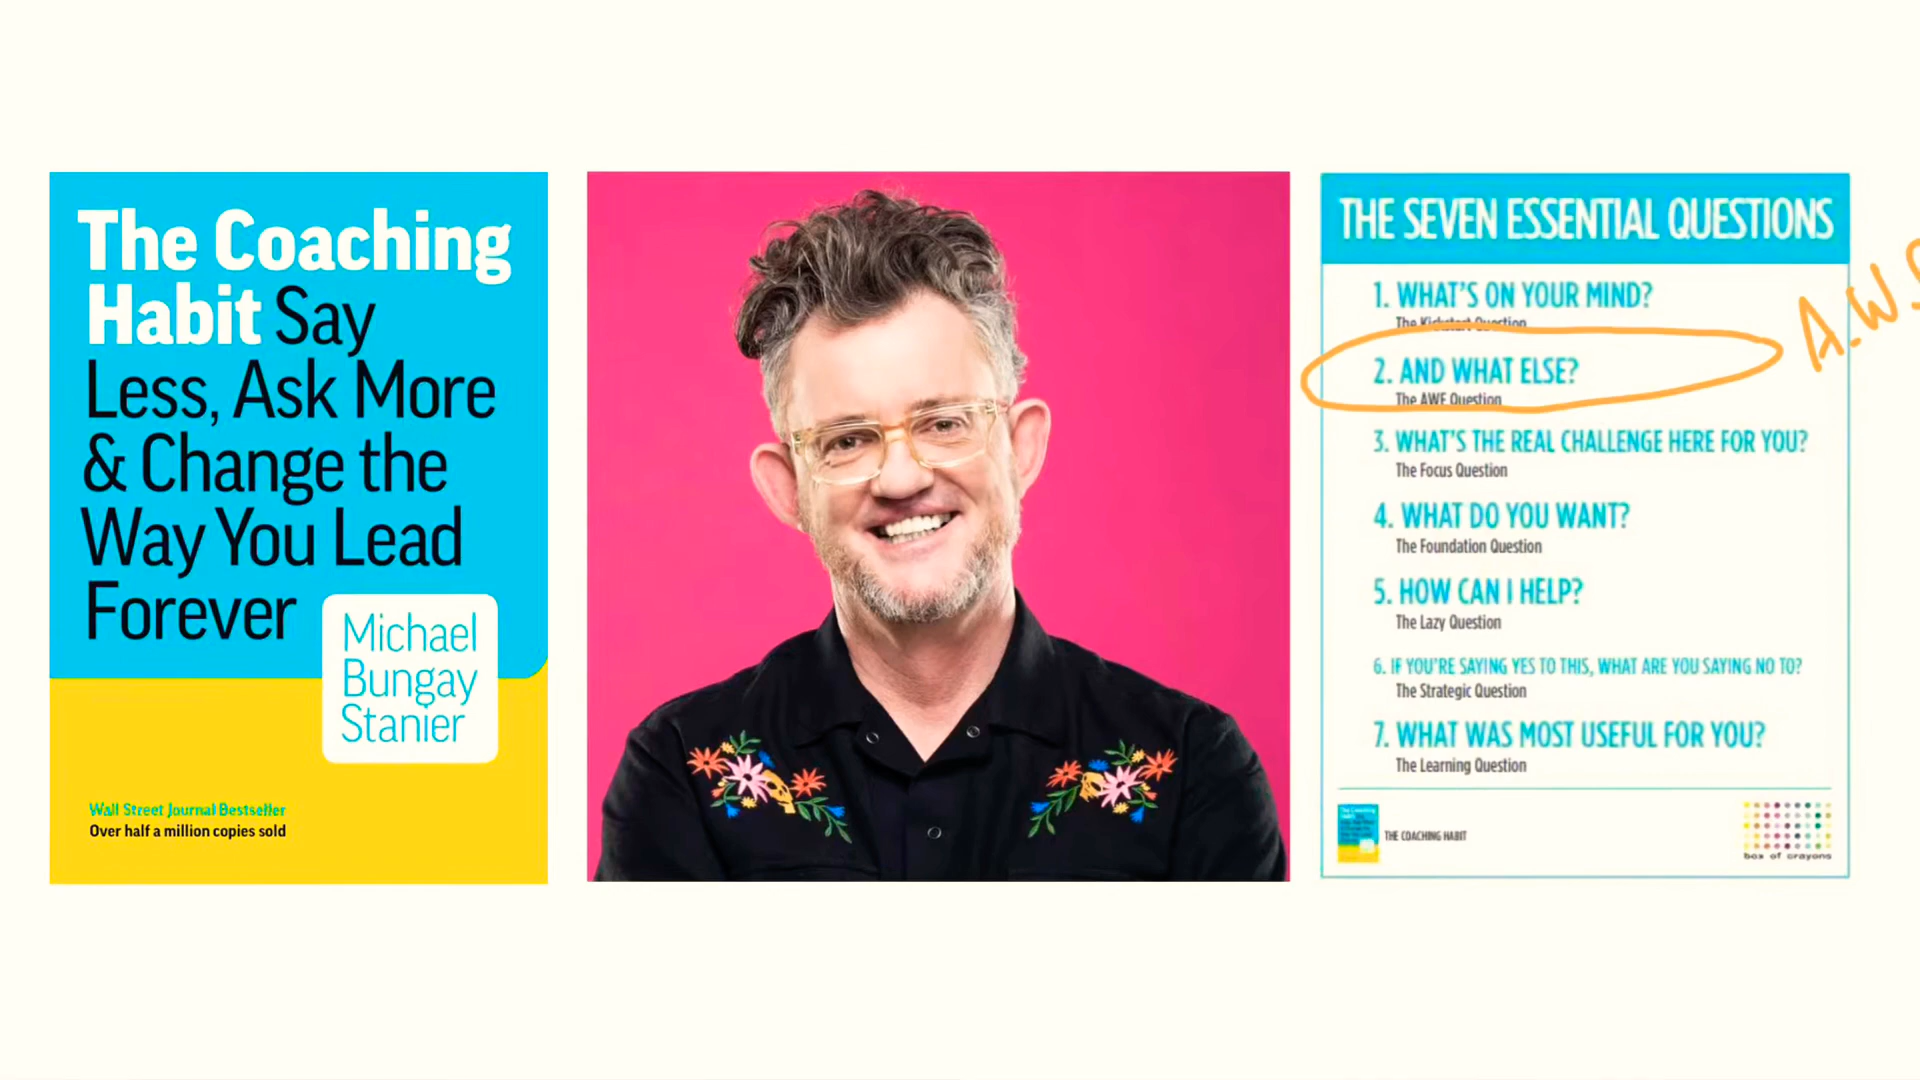 The Coaching
Habit Say
Less, Ask More
& Change the
Way You Lead
Forever
Michael
Bungay
Stanier
Wall Street Journal Bestseller
Over half a million copies sold
THE SEVEN ESSENTIAL QUESTIONS
1. WHAT'S ON YOUR MIND?
The Kickstart Question
2. AND WHAT ELSE?
The AWE Question
3. WHAT'S THE REAL CHALLENGE HERE FOR YOU?
The Focus Question
4. WHAT DO YOU WANT?
The Foundation Question
5. HOW CAN I HELP?
The Lazy Question
6. IF YOU'RE SAYING YES TO THIS, WHAT ARE YOU SAYING NO TO?
The Strategic Question
7. WHAT WAS MOST USEFUL FOR YOU?
The Learning Question
THE COACHING HABIT
box of crayons
A.W.